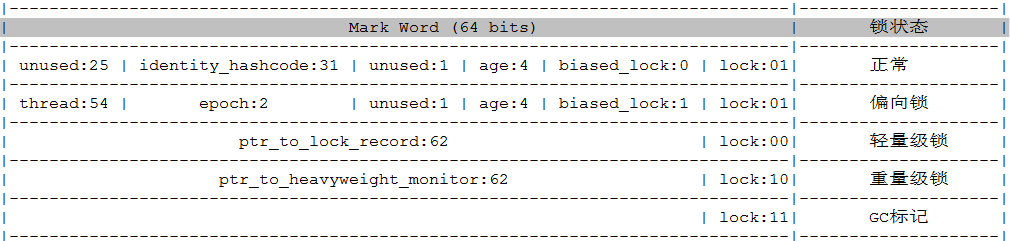 |--------------------------------------------------------------------------------|--------------------|
| Mark Word (64 bits) | 锁状态 |
|--------------------------------------------------------------------------------|--------------------|
| unused:25 | identity_hashcode:31 | unused:1 | age:4 | biased_lock:0 | lock:01| 正常 |
|--------------------------------------------------------------------------------|--------------------|
| thread:54 | epoch:2 | unused:1 | age:4 | biased_lock:1 | lock:01| 偏向锁 |
|--------------------------------------------------------------------------------|--------------------|
| ptr_to_lock_record:62 | lock:00| 轻量级锁 |
|--------------------------------------------------------------------------------|--------------------|
| ptr_to_heavyweight_monitor:62 | lock:10| 重量级锁 |
|--------------------------------------------------------------------------------|--------------------|
| | lock:11| GC标记 |
|--------------------------------------------------------------------------------|--------------------|